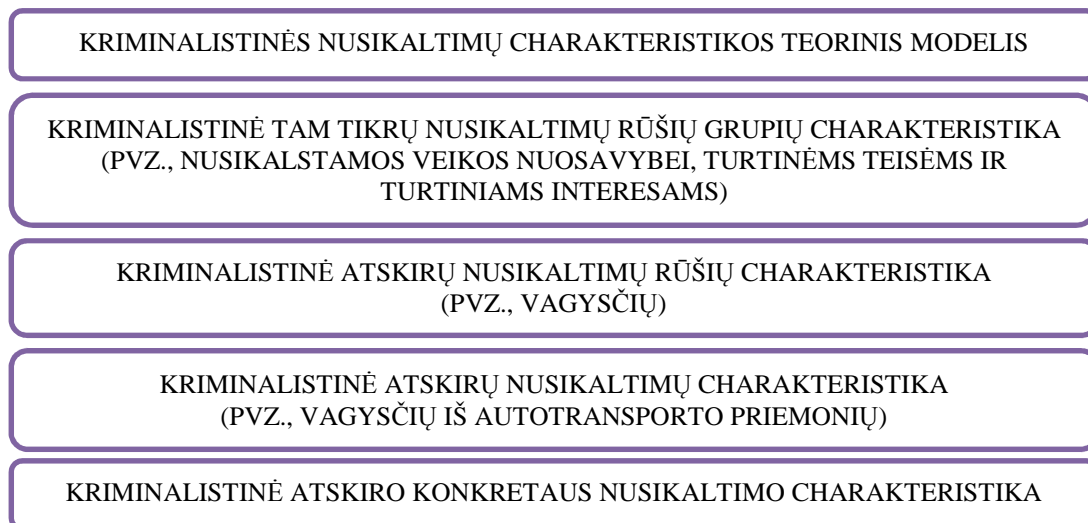 KRIMINALISTINĖS NUSIKALTIMŲ CHARAKTERISTIKOS TEORINIS MODELIS
KRIMINALISTINĖ TAM TIKRŲ NUSIKALTIMŲ RŪŠIŲ GRUPIŲ CHARAKTERISTIKA
(PVZ., NUSIKALSTAMOS VEIKOS NUOSAVYBEI, TURTINĖMS TEISĖMS IR
TURTINIAMS INTERESAMS)
KRIMINALISTINĖ ATSKIRŲ NUSIKALTIMŲ RŪŠIŲ CHARAKTERISTIKA
(PVZ., VAGYSČIŲ)
KRIMINALISTINĖ ATSKIRŲ NUSIKALTIMŲ CHARAKTERISTIKA
(PVZ., VAGYSČIŲ IŠ AUTOTRANSPORTO PRIEMONIŲ)
KRIMINALISTINĖ ATSKIRO KONKRETAUS NUSIKALTIMO CHARAKTERISTIKA